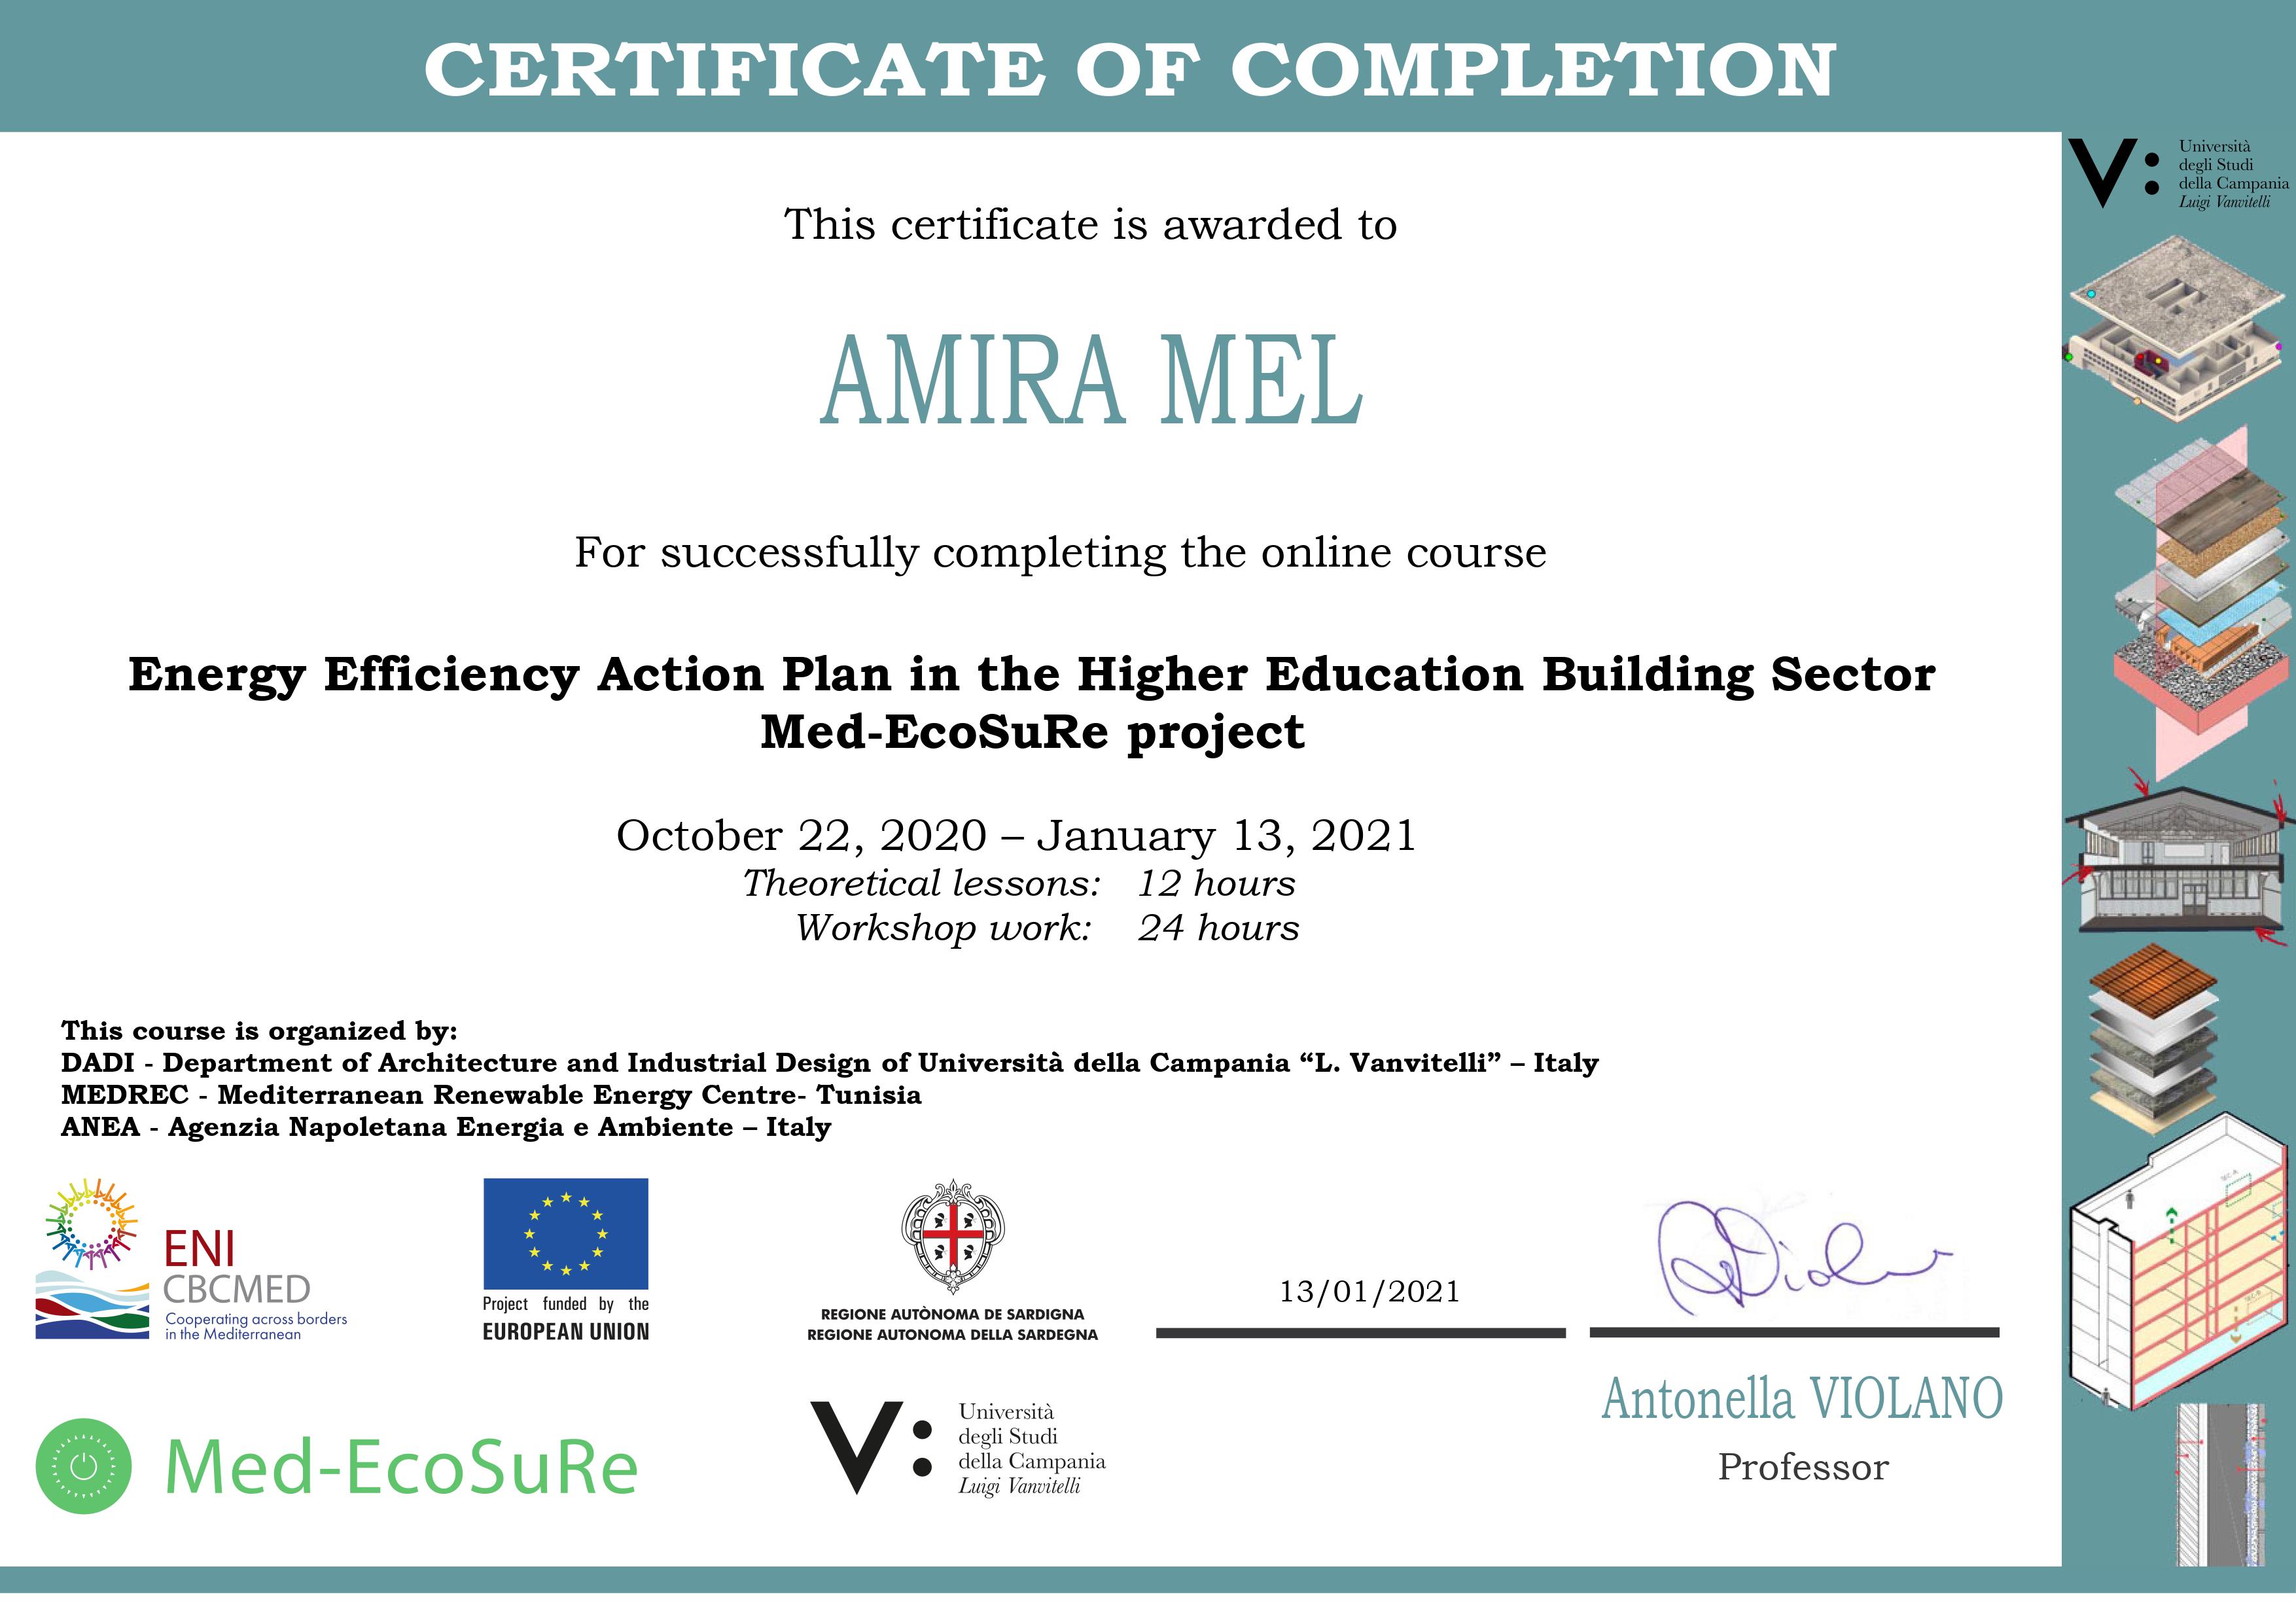 CERTIFICATE OF COMPLETION
Università
degli Studi
della Campania
Luigi Vanvitelli
This certificate is awarded to
AMIRA MEL
For successfully completing the online course
Energy Efficiency Action Plan in the Higher Education Building Sector
Med-EcoSuRe project
October 22, 2020 – January 13, 2021
Theoretical lessons: 12 hours
Workshop work: 24 hours
This course is organized by:
DADI - Department of Architecture and Industrial Design of Università della Campania “L. Vanvitelli” – Italy
MEDREC - Mediterranean Renewable Energy Centre- Tunisia
ANEA - Agenzia Napoletana Energia e Ambiente – Italy
ENI
CBCMED
Cooperating across borders
in the Mediterranean
Project funded by the
EUROPEAN UNION
REGIONE AUTÒNOMA DE SARDIGNA
REGIONE AUTONOMA DELLA SARDEGNA
13/01/2021
Antonella VIOLANO
Professor
Med-EcoSuRe
Università
degli Studi
della Campania
Luigi Vanvitelli